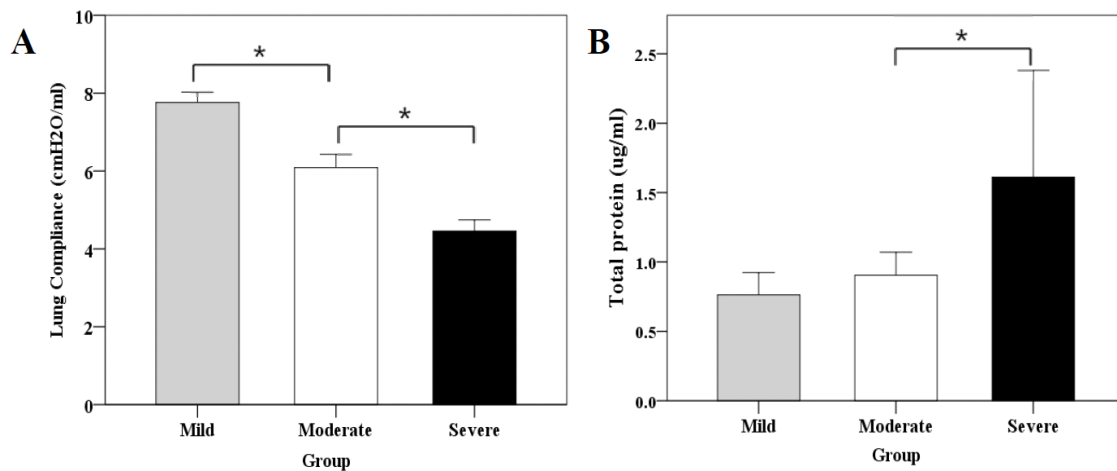 A
Lung Compliance (cmH2O/ml)
10
8
6
4
2
0
*
*
Mild Moderate Severe
Group
B
Total protein (ug/ml)
2.5
2.0
1.5
1.0
0.5
0.0
*
Mild Moderate Severe
Group